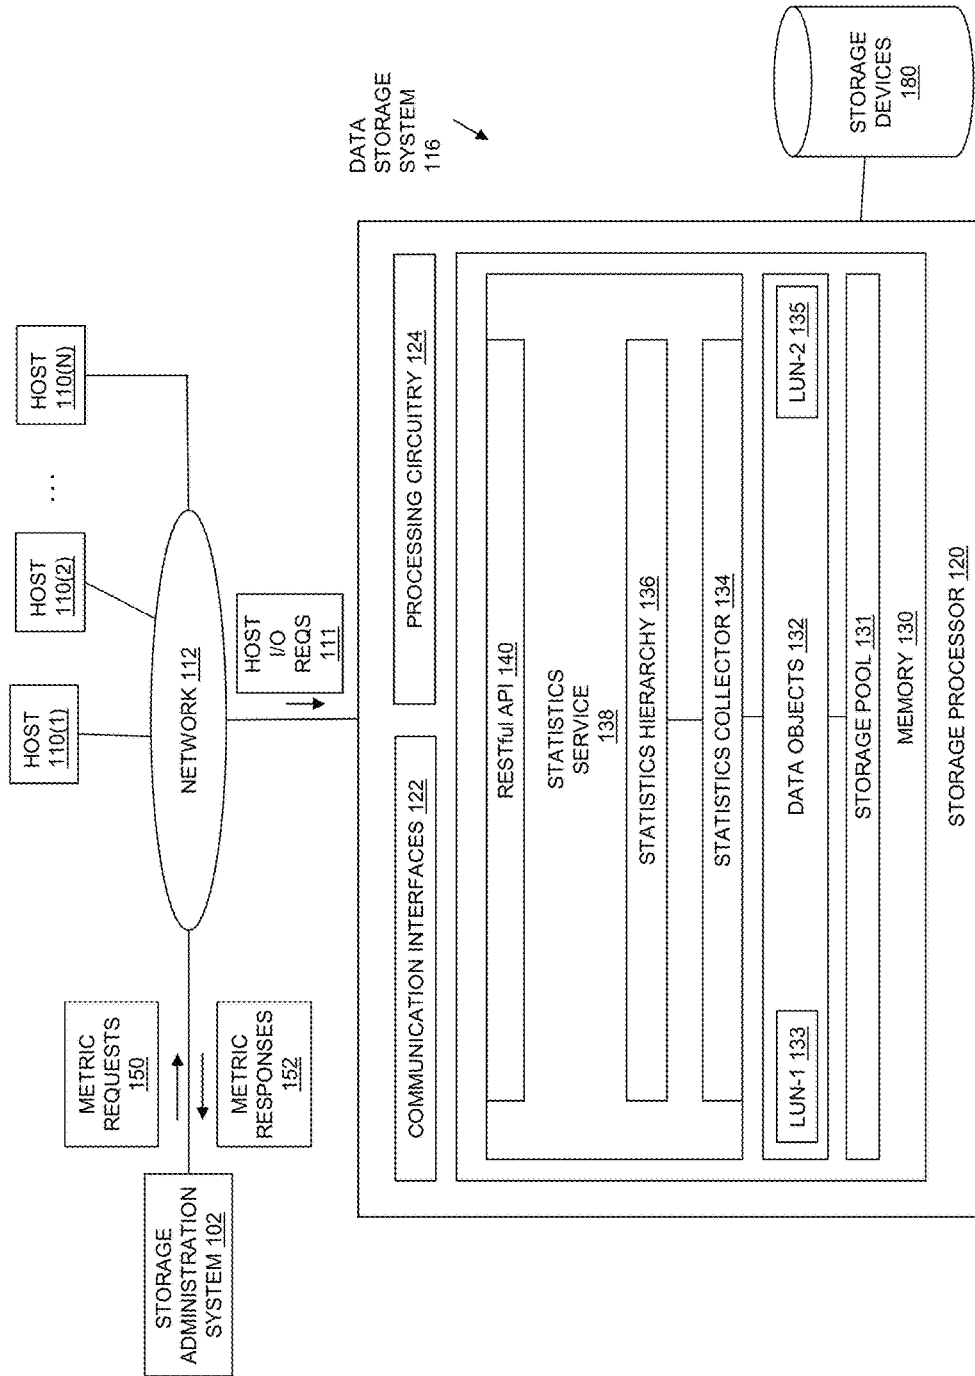 STORAGE
ADMINISTRATION
SYSTEM 102
METRIC
REQUESTS
150
METRIC
RESPONSES
152
HOST
110(1)
HOST
110(2)
...
HOST
110(N)
NETWORK 112
HOST
I/O
REQS
111
DATA
STORAGE
SYSTEM
116
COMMUNICATION INTERFACES 122
PROCESSING CIRCUITRY 124
RESTful API 140
STATISTICS
SERVICE
138
STATISTICS HIERARCHY 136
STATISTICS COLLECTOR 134
LUN-1 133
DATA OBJECTS 132
LUN-2 135
STORAGE POOL 131
MEMORY 130
STORAGE PROCESSOR 120
STORAGE
DEVICES
180